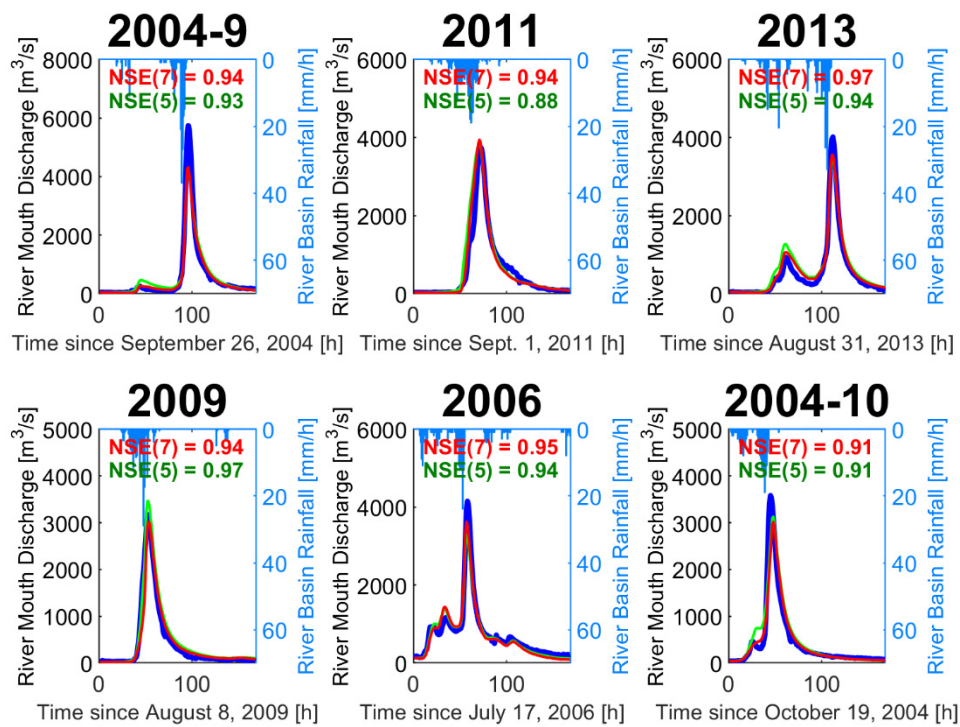 2004-9
River Mouth Discharge [m³/s]
8000
6000
4000
2000
0
NSE(7) = 0.94
NSE(5) = 0.93
0
20
40
60
River Basin Rainfall [mm/h]
0
100
Time since September 26, 2004 [h]
2011
River Mouth Discharge [m³/s]
6000
4000
2000
0
NSE(7) = 0.94
NSE(5) = 0.88
0
20
40
60
River Basin Rainfall [mm/h]
0
100
Time since Sept. 1, 2011 [h]
2013
River Mouth Discharge [m³/s]
6000
4000
2000
0
NSE(7) = 0.97
NSE(5) = 0.94
0
20
40
60
River Basin Rainfall [mm/h]
0
100
Time since August 31, 2013 [h]
2009
River Mouth Discharge [m³/s]
5000
4000
3000
2000
1000
0
NSE(7) = 0.94
NSE(5) = 0.97
0
20
40
60
River Basin Rainfall [mm/h]
0
100
Time since August 8, 2009 [h]
2006
River Mouth Discharge [m³/s]
6000
4000
2000
0
NSE(7) = 0.95
NSE(5) = 0.94
0
20
40
60
River Basin Rainfall [mm/h]
0
100
Time since July 17, 2006 [h]
2004-10
River Mouth Discharge [m³/s]
5000
4000
3000
2000
1000
0
NSE(7) = 0.91
NSE(5) = 0.91
0
20
40
60
River Basin Rainfall [mm/h]
0
100
Time since October 19, 2004 [h]